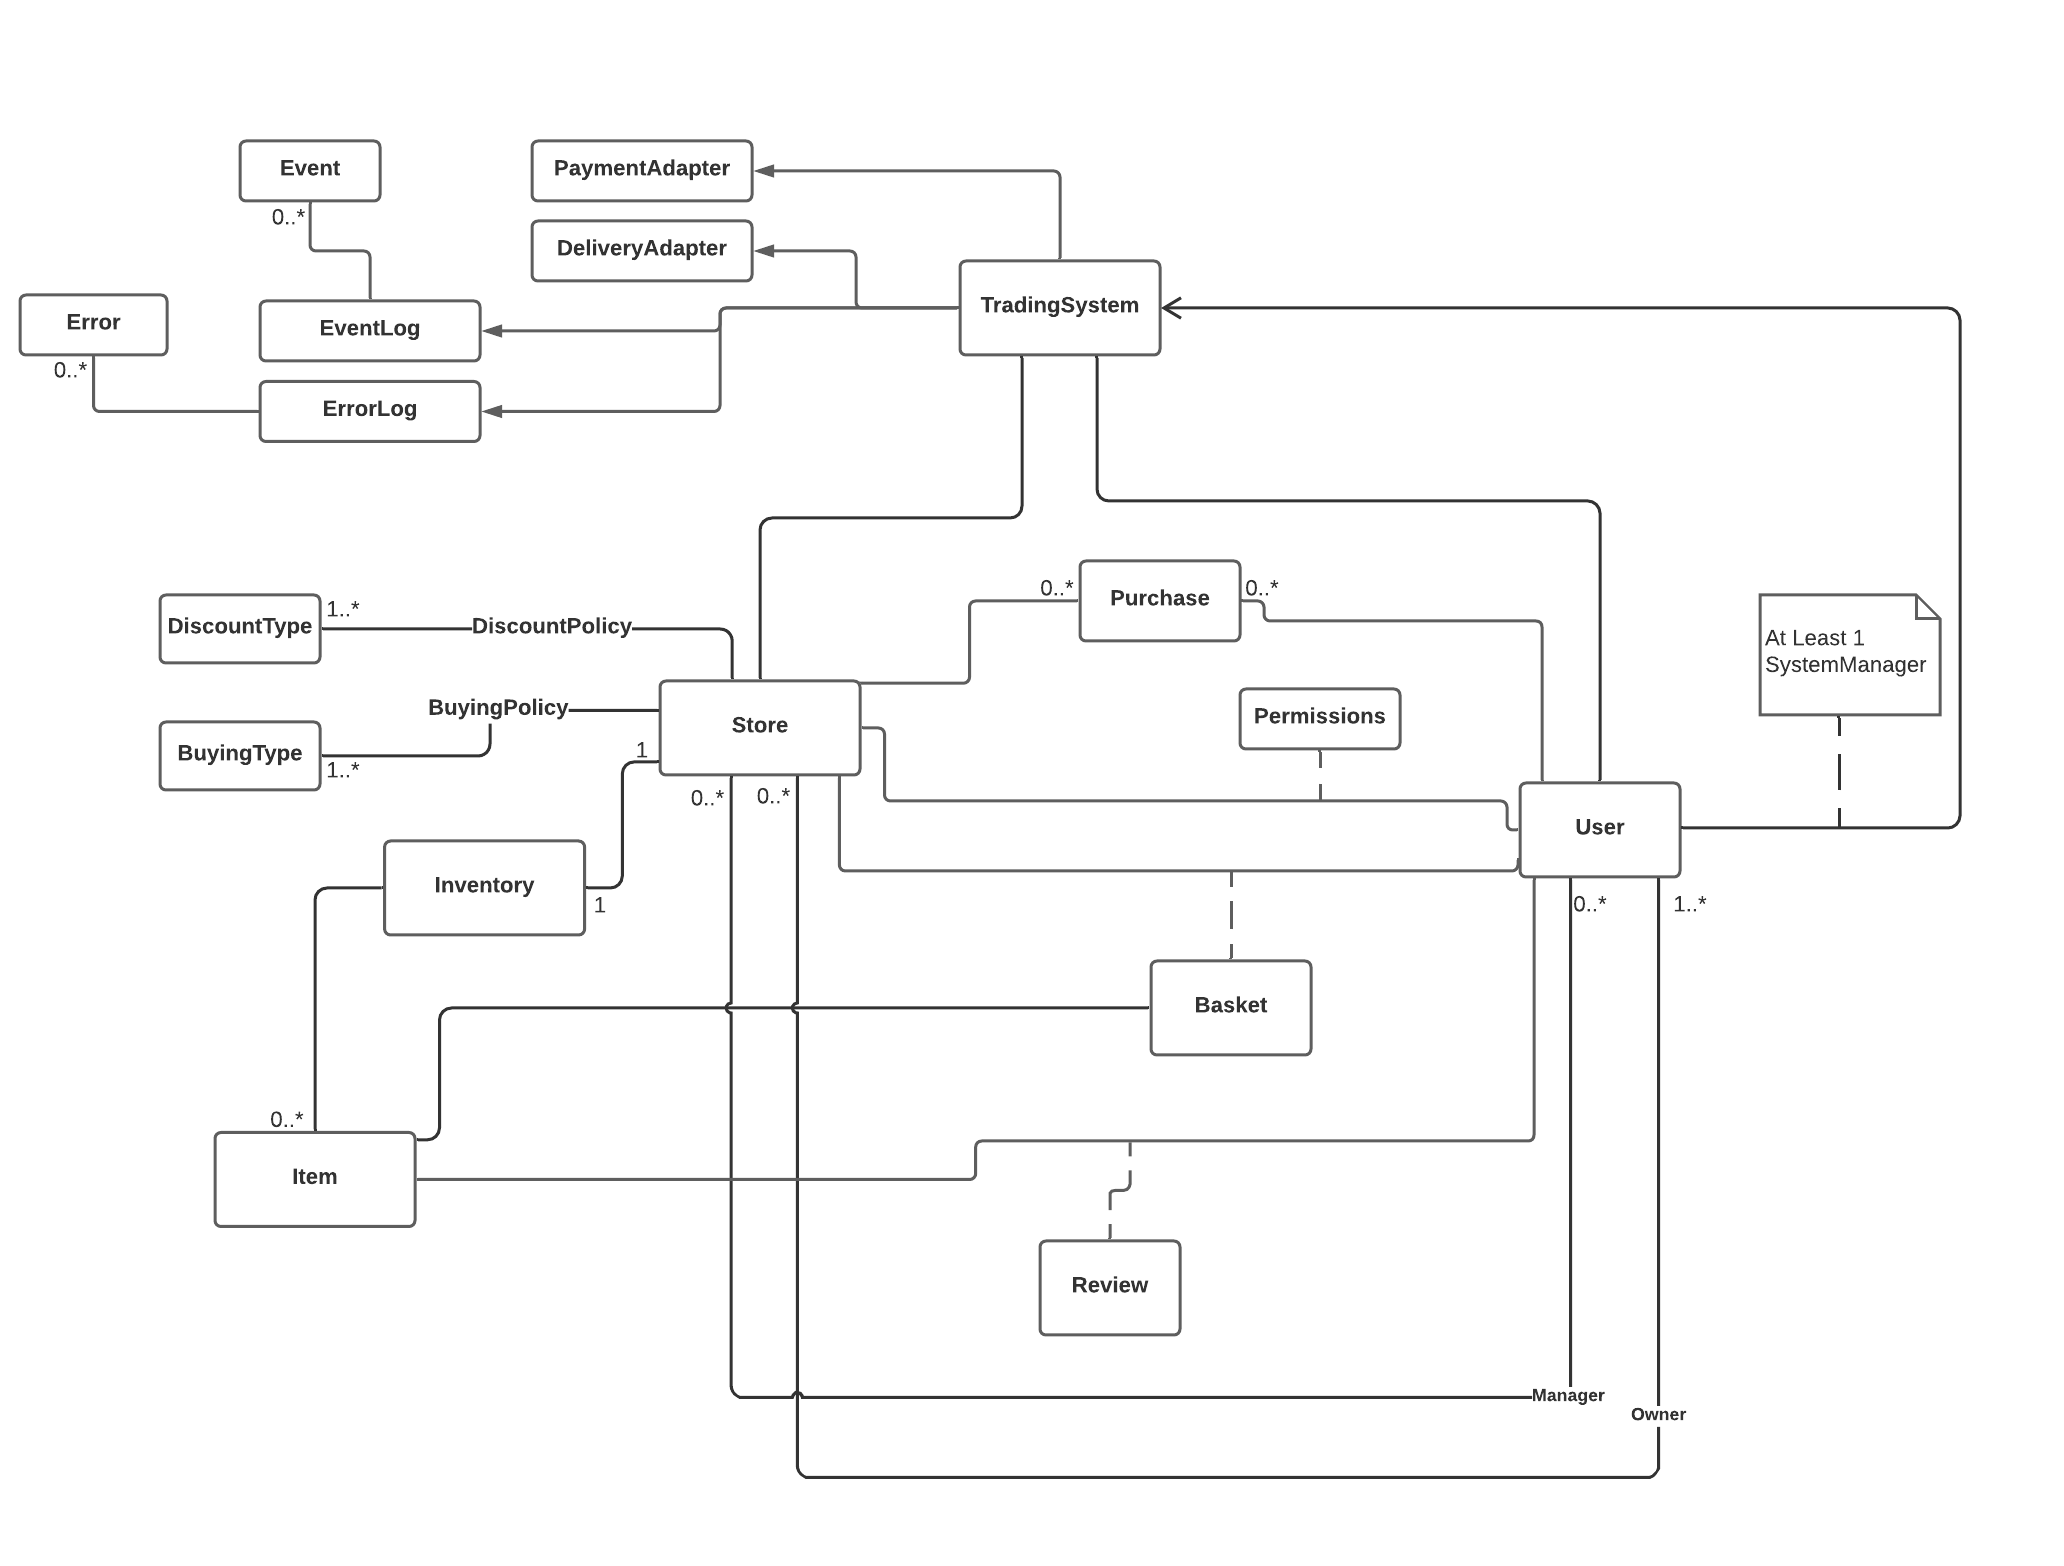 Event
PaymentAdapter
0..*
DeliveryAdapter
TradingSystem
Error
EventLog
0..*
ErrorLog
Purchase
0..*
0..*
DiscountType
1..*
DiscountPolicy
At Least 1
SystemManager
BuyingPolicy
Store
Permissions
BuyingType
1
1..*
0..*
0..*
User
Inventory
1
0..*
1..*
Basket
0..*
Item
Review
Manager
Owner